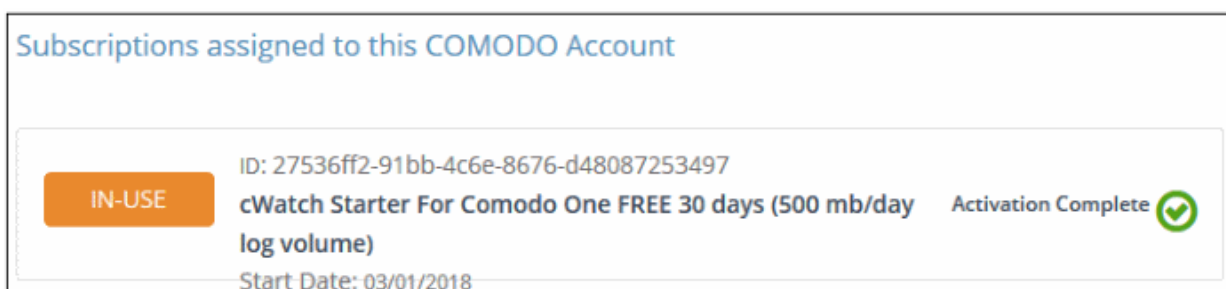 Subscriptions assigned to this COMODO Account
ID: 27536ff2-91bb-4c6e-8676-d48087253497
IN-USE
cWatch Starter For Comodo One FREE 30 days (500 mb/day
log volume)
Activation Complete
Start Date: 03/01/2018